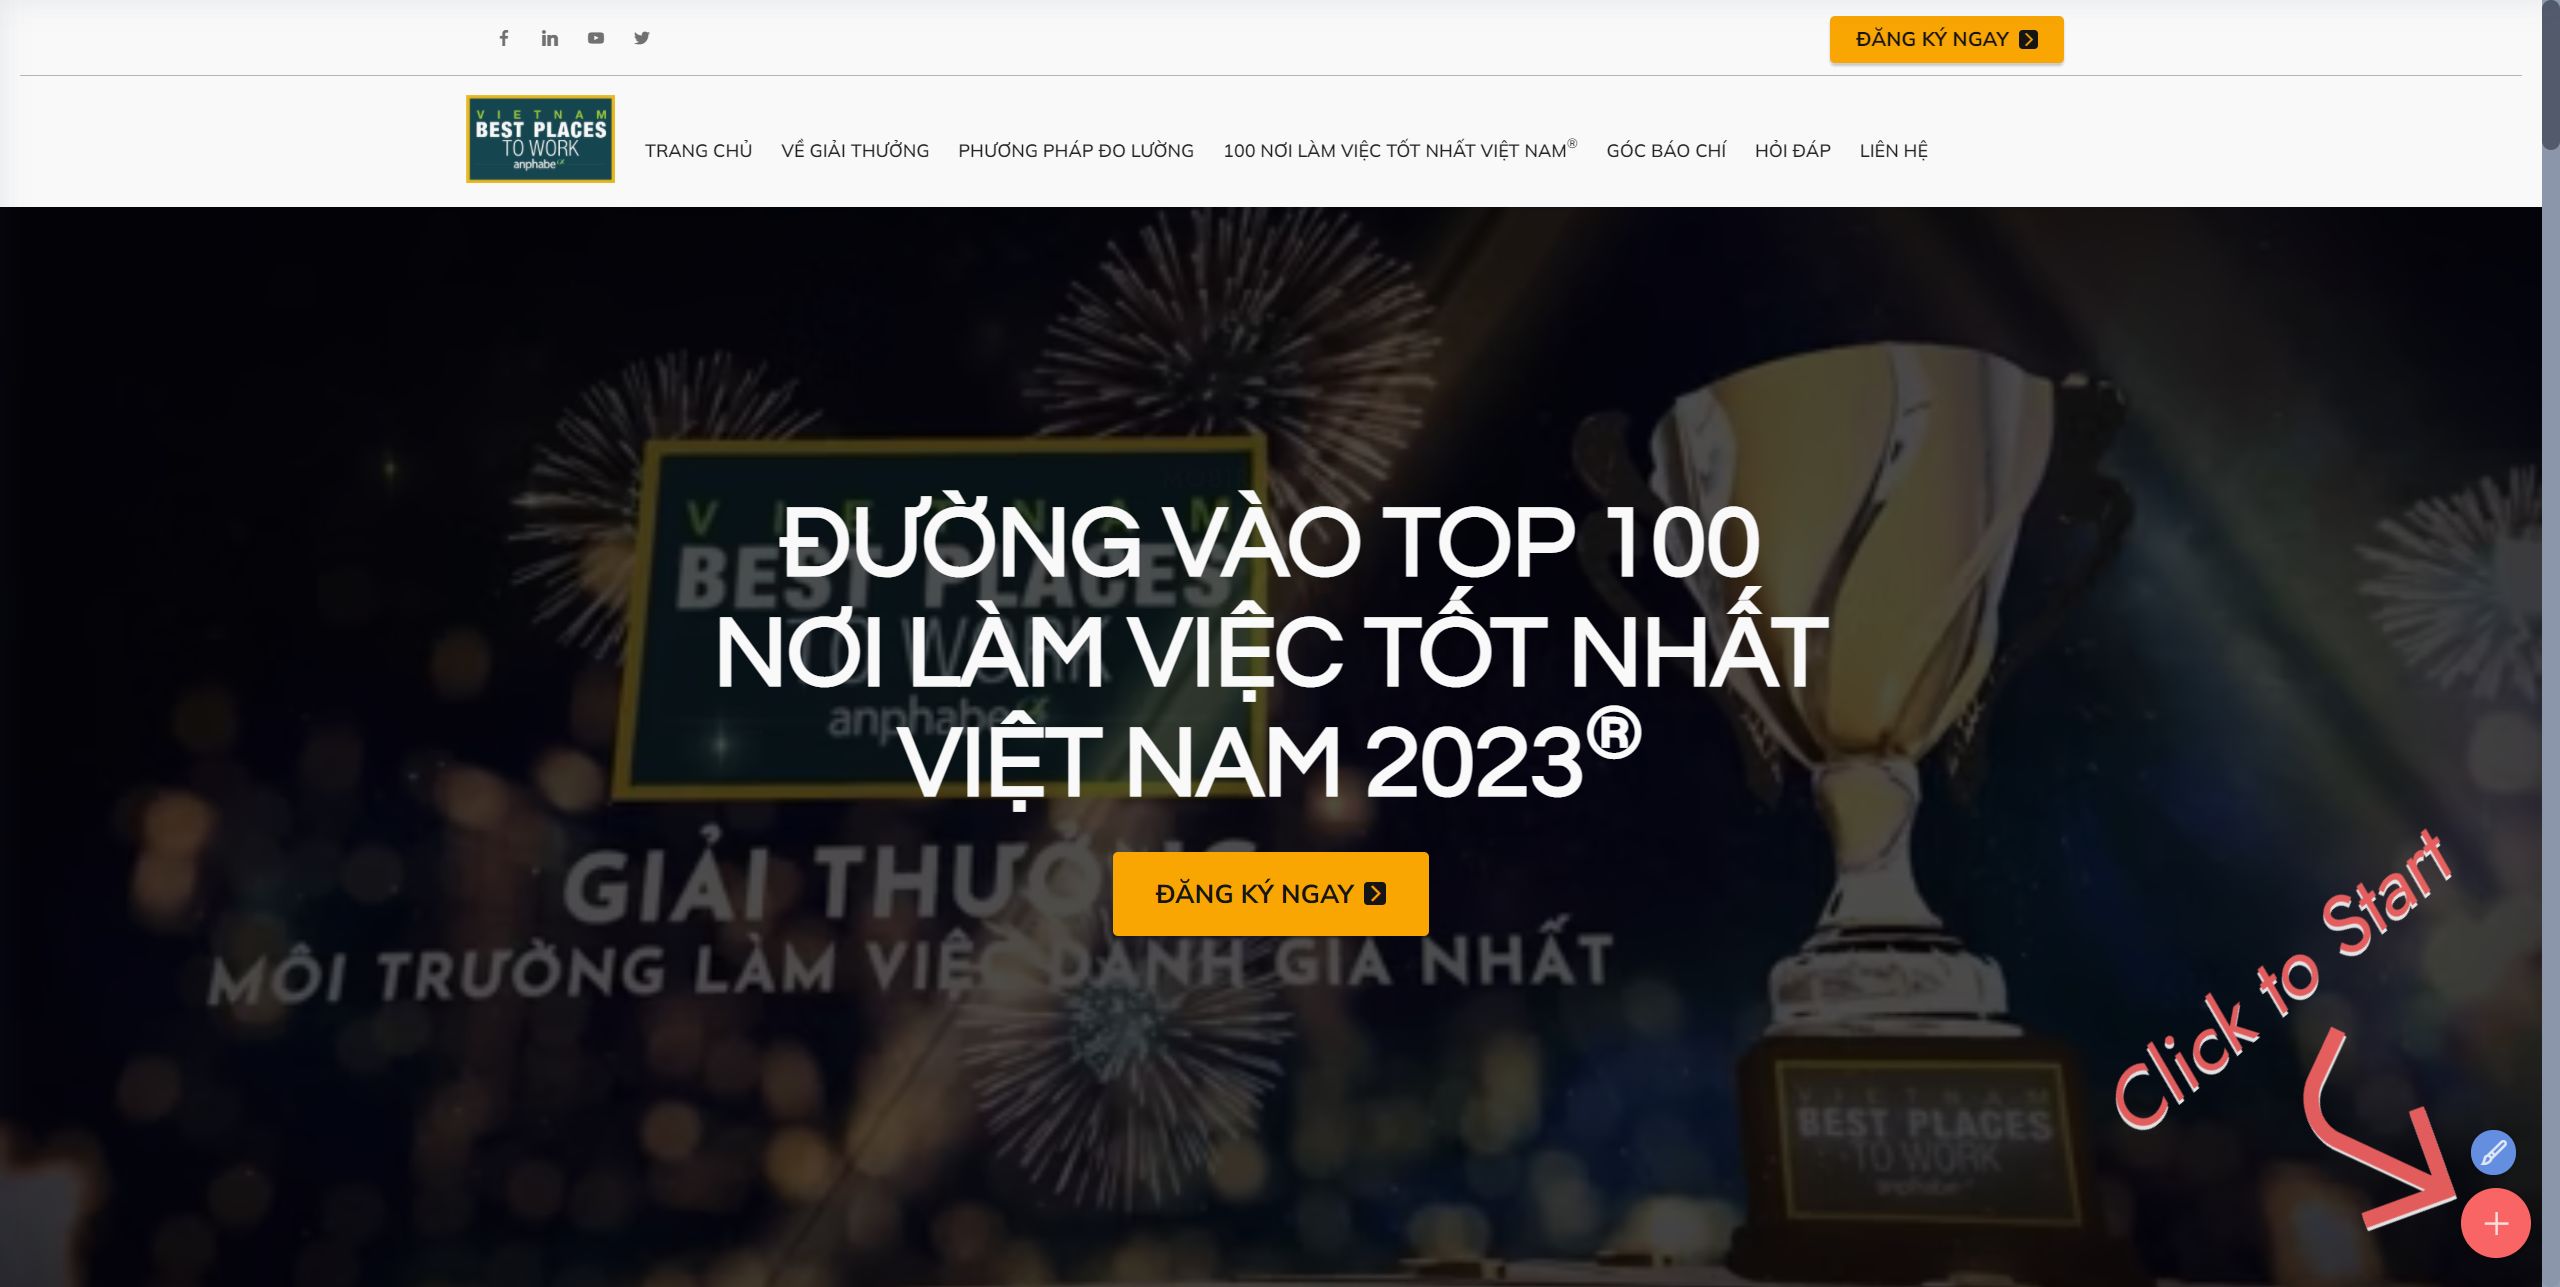 ĐĂNG KÝ NGAY
VIETNAM
BEST PLACES
TO WORK
anphabe
TRANG CHỦ VỀ GIẢI THƯỞNG PHƯƠNG PHÁP ĐO LƯỜNG 100 NƠI LÀM VIỆC TỐT NHẤT VIỆT NAM® GÓC BÁO CHÍ HỎI ĐÁP LIÊN HỆ
VIETNAM
BEST PLACES
TO WORK
anphabe
ĐƯỜNG VÀO TOP 100
NƠI LÀM VIỆC TỐT NHẤT
VIỆT NAM 2023®
GIẢI THƯỞNG
ĐĂNG KÝ NGAY
MÔI TRƯỜNG LÀM VIỆC DANH GIÁ NHẤT
Click to Start
VIETNAM
BEST PLACES
TO WORK
anphabe